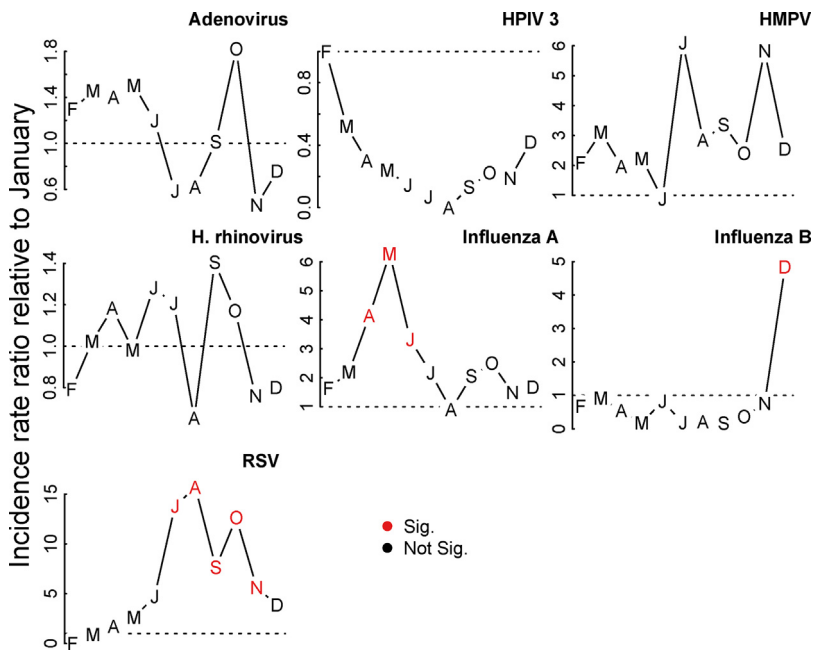 Incidence rate ratio relative to January
Adenovirus
1.8
1.4
1.0
0.6
F M A M J J A S O N D
HPIV 3
0.8
0.4
0.0
F M A M J J A S O N D
HMPV
6
5
4
3
2
1
F M A M J J A S O N D
H. rhinovirus
1.4
1.2
1.0
0.8
F M A M J J A S O N D
Influenza A
6
5
4
3
2
1
F M A M J J A S O N D
Influenza B
5
4
3
2
1
0
F M A M J J A S O N D
RSV
15
10
5
0
F M A M J J A S O N D
Sig.
Not Sig.